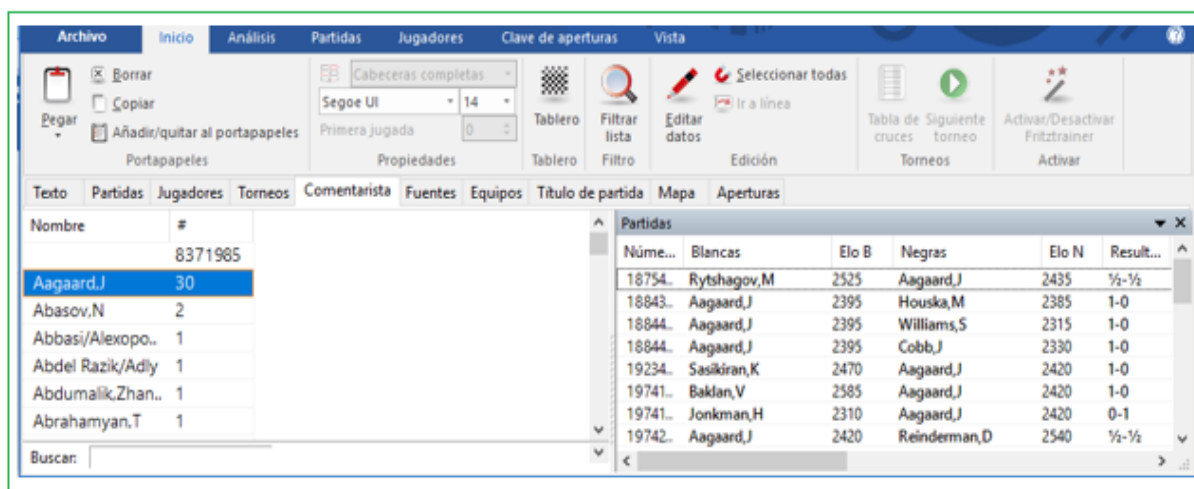 Archivo Inicio Análisis Partidas Jugadores Clave de aperturas Vista
Pegar
Borrar
Copiar
Añadir/quitar al portapapeles
Portapapeles
Cabeceras completas
Segoe UI 14
Primera jugada 0
Propiedades
Tablero
Tablero
Filtrar lista
Filtro
Editar datos
Seleccionar todas
Ir a línea
Edición
Tabla de cruces
Siguiente torneo
Torneos
Activar/Desactivar Fritztrainer
Activar
Texto Partidas Jugadores Torneos Comentarista Fuentes Equipos Título de partida Mapa Aperturas
Nombre #
8371985
Aagaard,J 30
Abasov,N 2
Abbasi/Alexopo.. 1
Abdel Razik/Adly 1
Abdumalik,Zhan.. 1
Abrahamyan,T 1
Buscar:
Partidas
Núme... Blancas Elo B Negras Elo N Result...
18754... Rytshagov,M 2525 Aagaard,J 2435 ½-½
18843... Aagaard,J 2395 Houska,M 2385 1-0
18844... Aagaard,J 2395 Williams,S 2315 1-0
18844... Aagaard,J 2395 Cobb,J 2330 1-0
19234... Sasikiran,K 2470 Aagaard,J 2420 1-0
19741... Baklan,V 2585 Aagaard,J 2420 1-0
19741... Jonkman,H 2310 Aagaard,J 2420 0-1
19742... Aagaard,J 2420 Reinderman,D 2540 ½-½